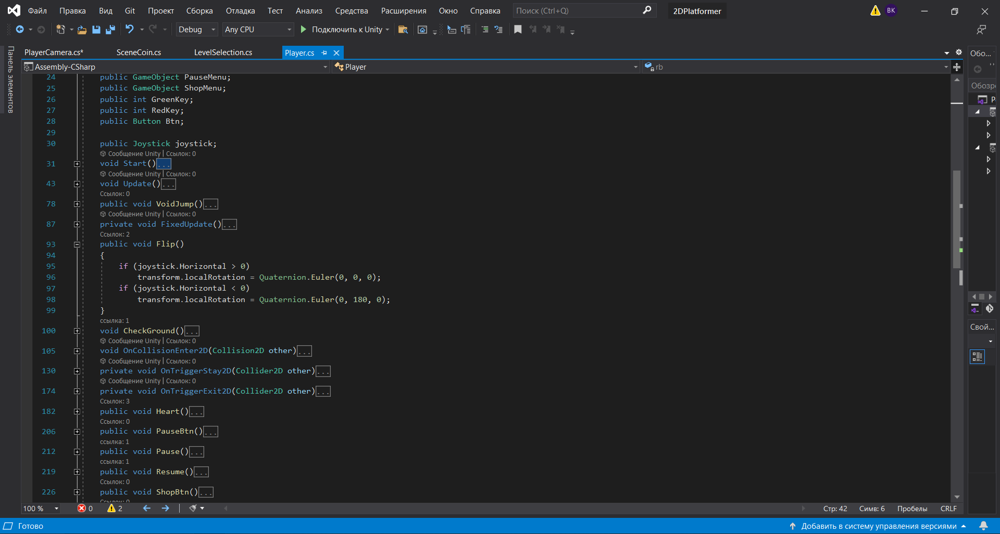 Файл Правка Вид Git Проект Сборка Отладка Тест Анализ Средства Расширения Окно Справка Поиск (Ctrl+Q) 2DPlatformer ВК
Debug Any CPU Подключить к Unity
Панель элементов
PlayerCamera.cs* SceneCoin.cs LevelSelection.cs Player.cs
Обо...
Assembly-CSharp Player rb
Обозр
24 public GameObject PauseMenu;
25 public GameObject ShopMenu;
26 public int GreenKey;
27 public int RedKey;
28 public Button Btn;
29
30 public Joystick joystick;
Сообщение Unity | Ссылок: 0
31 void Start()...
Сообщение Unity | Ссылок: 0
43 void Update()...
Ссылок: 0
78 public void VoidJump()...
Сообщение Unity | Ссылок: 0
87 private void FixedUpdate()...
Ссылок: 2
93 public void Flip()
94 {
95 if (joystick.Horizontal > 0)
96 transform.localRotation = Quaternion.Euler(0, 0, 0);
97 if (joystick.Horizontal < 0)
98 transform.localRotation = Quaternion.Euler(0, 180, 0);
99 }
ссылка: 1
100 void CheckGround()...
Сообщение Unity | Ссылок: 0
105 void OnCollisionEnter2D(Collision2D other)...
Сообщение Unity | Ссылок: 0
130 private void OnTriggerStay2D(Collider2D other)...
Сообщение Unity | Ссылок: 0
174 private void OnTriggerExit2D(Collider2D other)...
Ссылок: 3
182 public void Heart()...
Ссылок: 0
206 public void PauseBtn()...
ссылка: 1
212 public void Pause()...
ссылка: 1
219 public void Resume()...
Ссылок: 0
226 public void ShopBtn()...
Ссылок: 0
Свой...
100 % 0 2 Стр: 42 Симв: 6 Пробелы CRLF
Готово Добавить в систему управления версиями